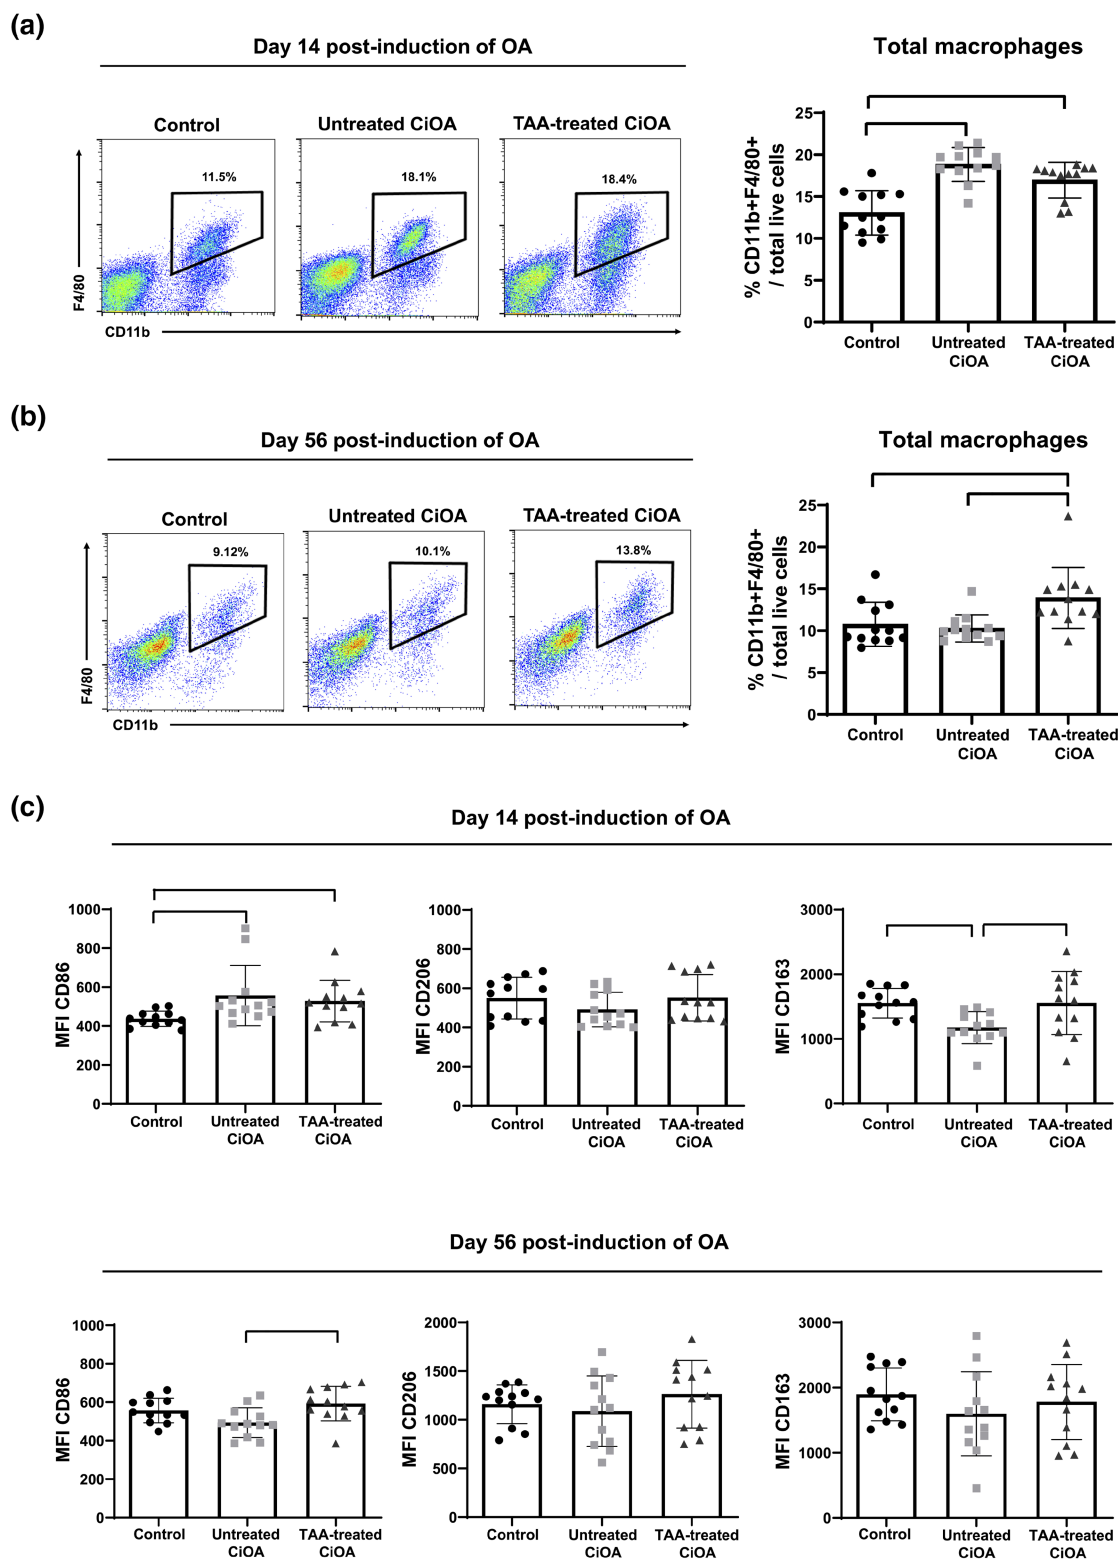 (a)
Day 14 post-induction of OA
Total macrophages
Control
Untreated CiOA
TAA-treated CiOA
11.5%
18.1%
18.4%
F4/80
CD11b
% CD11b+F4/80+
/ total live cells
25
20
15
10
5
0
Control
Untreated
CiOA
TAA-treated
CiOA
(b)
Day 56 post-induction of OA
Total macrophages
Control
Untreated CiOA
TAA-treated CiOA
9.12%
10.1%
13.8%
F4/80
CD11b
% CD11b+F4/80+
/ total live cells
25
20
15
10
5
0
Control
Untreated
CiOA
TAA-treated
CiOA
(c)
Day 14 post-induction of OA
MFI CD86
1000
800
600
400
200
0
Control
Untreated
CiOA
TAA-treated
CiOA
MFI CD206
1000
800
600
400
200
0
Control
Untreated
CiOA
TAA-treated
CiOA
MFI CD163
3000
2000
1000
0
Control
Untreated
CiOA
TAA-treated
CiOA
Day 56 post-induction of OA
MFI CD86
1000
800
600
400
200
0
Control
Untreated
CiOA
TAA-treated
CiOA
MFI CD206
2000
1500
1000
500
0
Control
Untreated
CiOA
TAA-treated
CiOA
MFI CD163
3000
2000
1000
0
Control
Untreated
CiOA
TAA-treated
CiOA